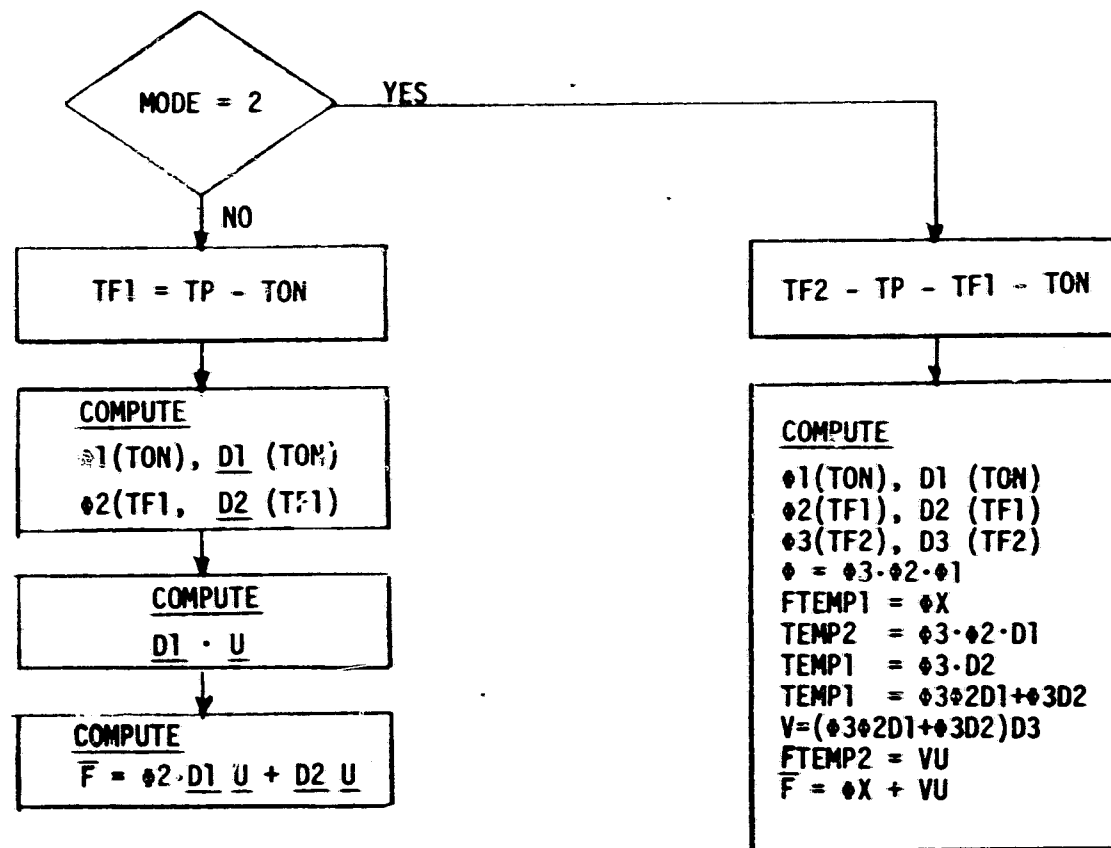 MODE = 2
YES
NO
TF1 = TP - TON
COMPUTE
Φ1(TON), D1 (TON)
Φ2(TF1, D2 (TF1)
COMPUTE
D1 · U
COMPUTE
F̅ = Φ2·D1 U + D2 U
TF2 - TP - TF1 - TON
COMPUTE
Φ1(TON), D1 (TON)
Φ2(TF1), D2 (TF1)
Φ3(TF2), D3 (TF2)
Φ = Φ3·Φ2·Φ1
FTEMP1 = ΦX
TEMP2 = Φ3·Φ2·D1
TEMP1 = Φ3·D2
TEMP1 = Φ3Φ2D1+Φ3D2
V=(Φ3Φ2D1+Φ3D2)D3
FTEMP2 = VU
F̅ = ΦX + VU